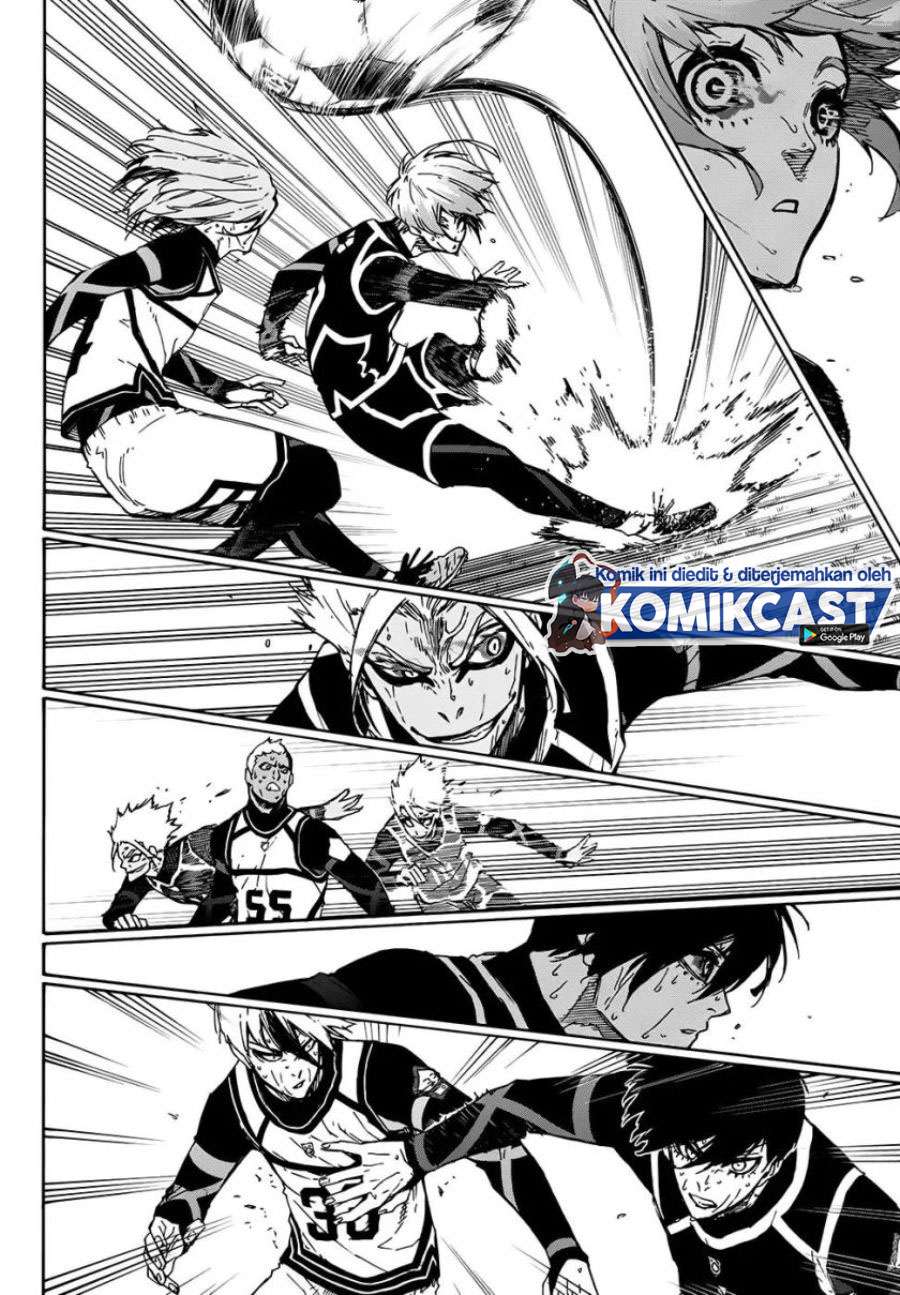 Komik ini diedit & diterjemahkan oleh
KOMIKCAST
GET IT ON
Google Play
55